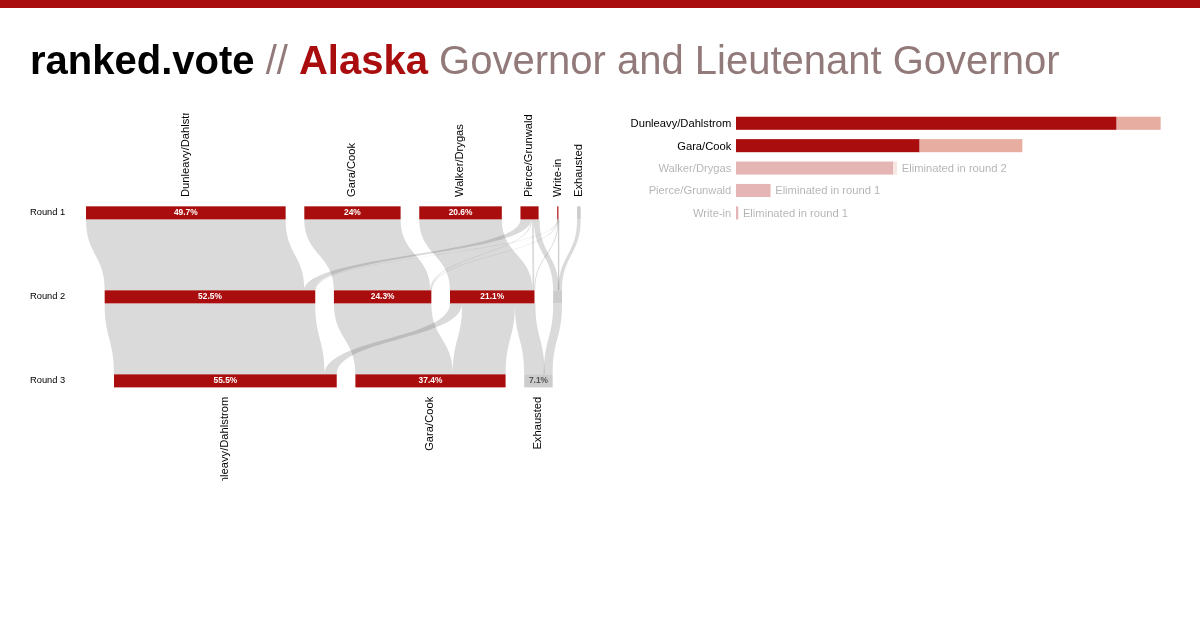 ranked.vote // Alaska Governor and Lieutenant Governor
Dunleavy/Dahlstr
Gara/Cook
Walker/Drygas
Pierce/Grunwald
Write-in
Exhausted
Round 1
49.7%
24%
20.6%
Round 2
52.5%
24.3%
21.1%
Round 3
55.5%
37.4%
7.1%
nleavy/Dahlstrom
Gara/Cook
Exhausted
Dunleavy/Dahlstrom
Gara/Cook
Walker/Drygas
Eliminated in round 2
Pierce/Grunwald
Eliminated in round 1
Write-in
Eliminated in round 1